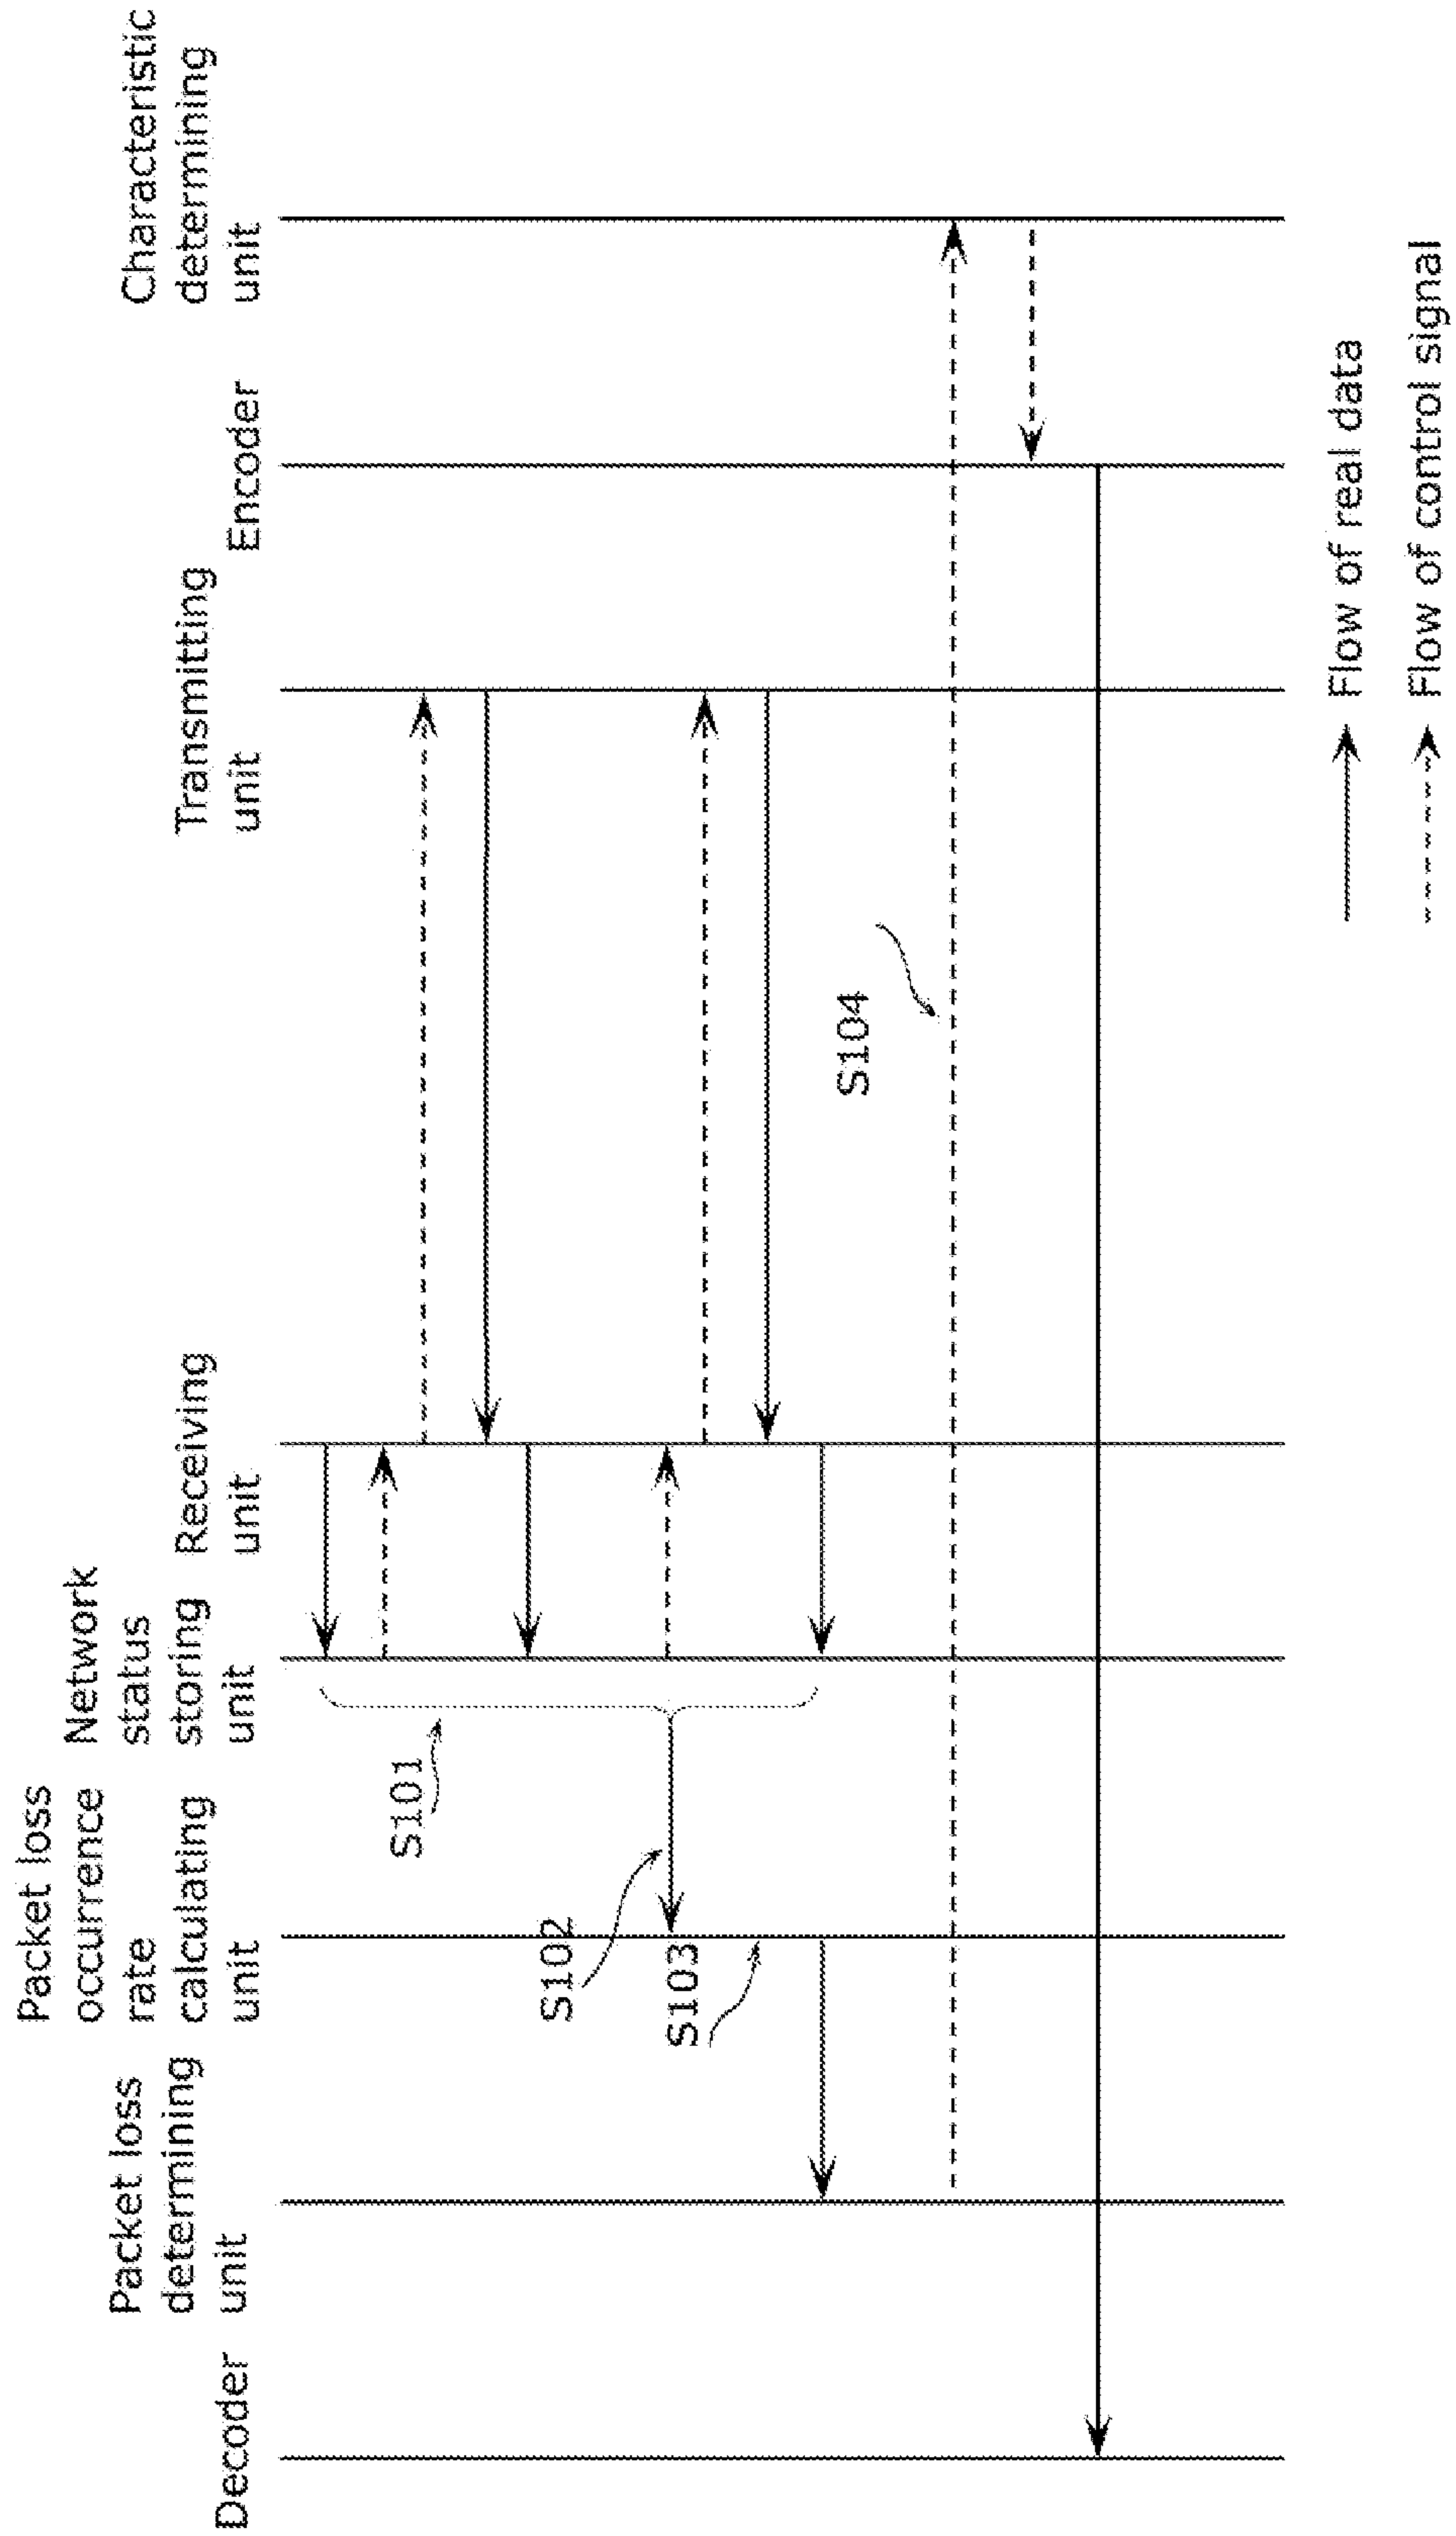 Decoder
Packet loss
determining
unit
Packet loss
occurrence
rate
calculating
unit
Network
status
storing
unit
Receiving
unit
Transmitting
unit
Encoder
Characteristic
determining
unit
S101
S102
S103
S104
Flow of real data
Flow of control signal